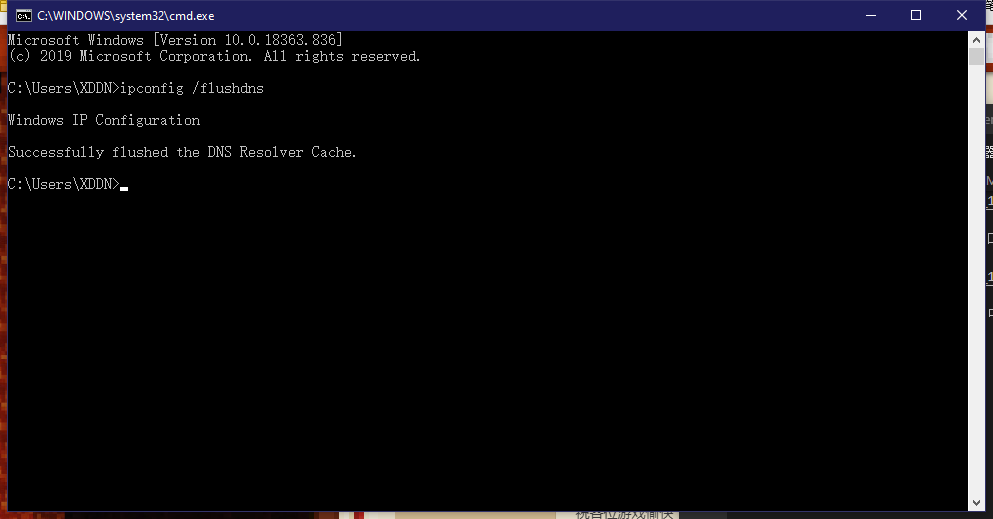 C:\WINDOWS\system32\cmd.exe
Microsoft Windows [Version 10.0.18363.836]
(c) 2019 Microsoft Corporation. All rights reserved.
C:\Users\XDDN>ipconfig /flushdns
Windows IP Configuration
Successfully flushed the DNS Resolver Cache.
C:\Users\XDDN>